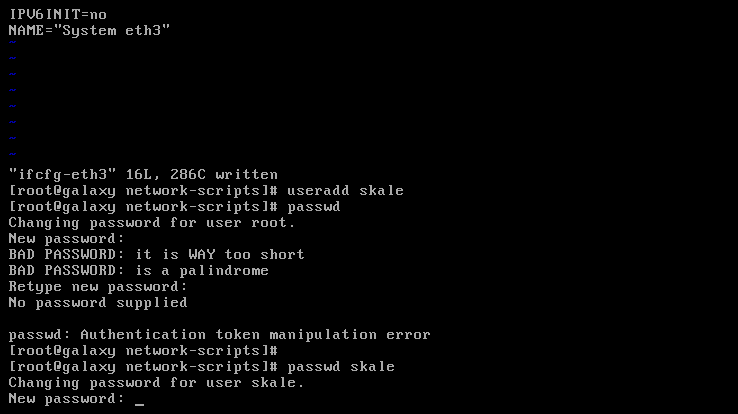 IPV6INIT=no
NAME="System eth3"
~
~
~
~
~
~
~
~
"ifcfg-eth3" 16L, 286C written
[root@galaxy network-scripts]# useradd skale
[root@galaxy network-scripts]# passwd
Changing password for user root.
New password:
BAD PASSWORD: it is WAY too short
BAD PASSWORD: is a palindrome
Retype new password:
No password supplied
passwd: Authentication token manipulation error
[root@galaxy network-scripts]#
[root@galaxy network-scripts]# passwd skale
Changing password for user skale.
New password: _